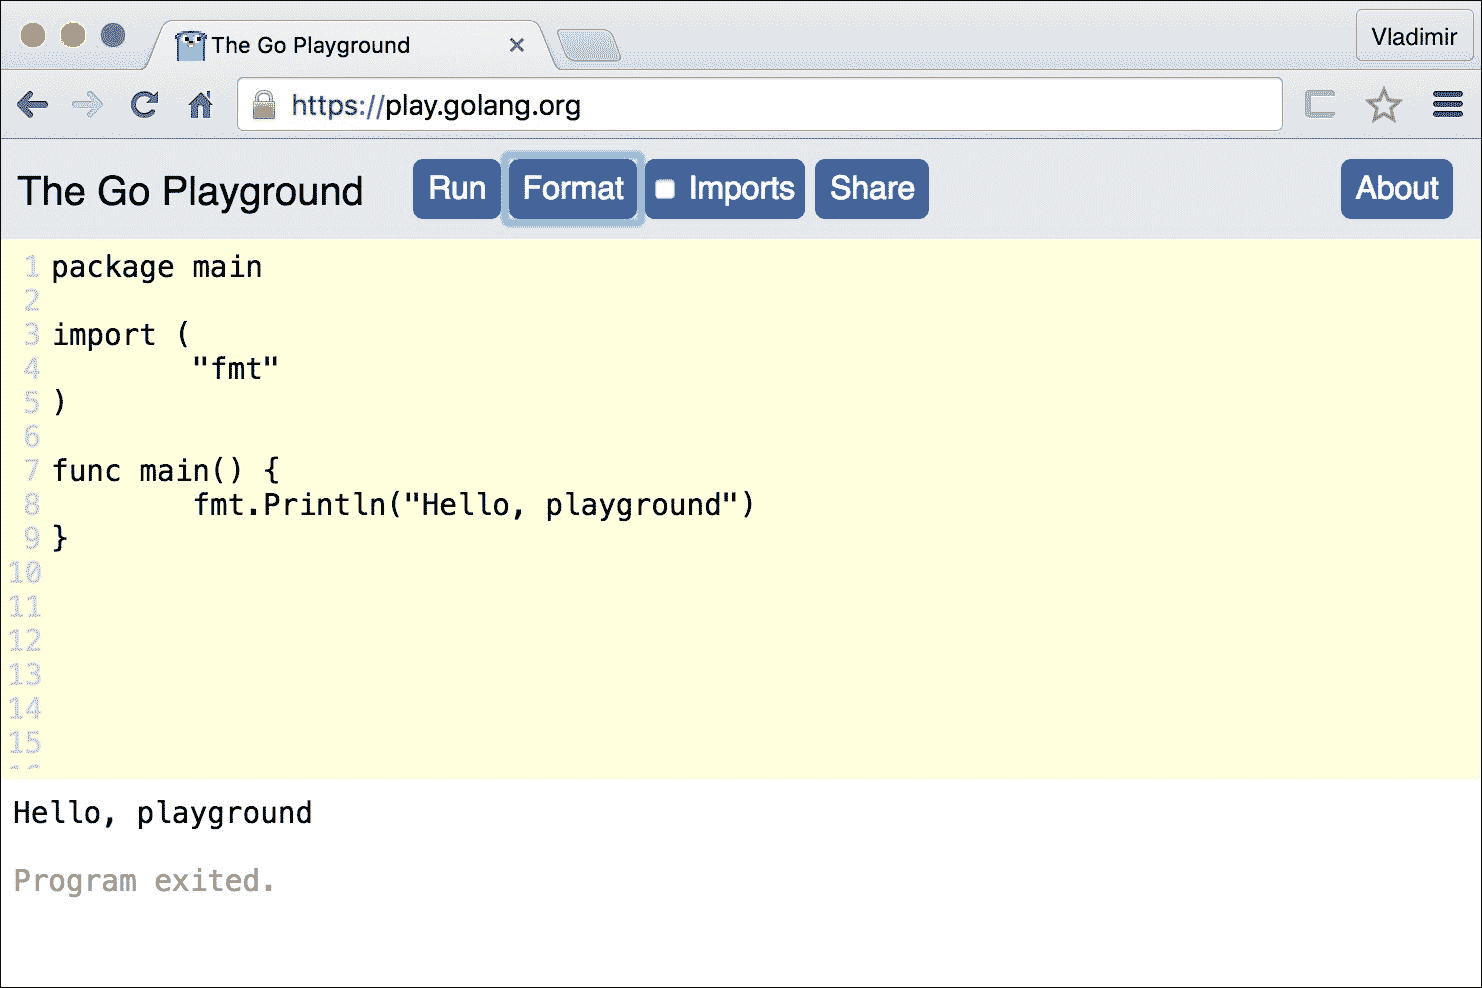 The Go Playground
Vladimir
https://play.golang.org
The Go Playground Run Format Imports Share About
1 package main
2
3 import (
4 "fmt"
5 )
6
7 func main() {
8 fmt.Println("Hello, playground")
9 }
10
11
12
13
14
15
Hello, playground
Program exited.